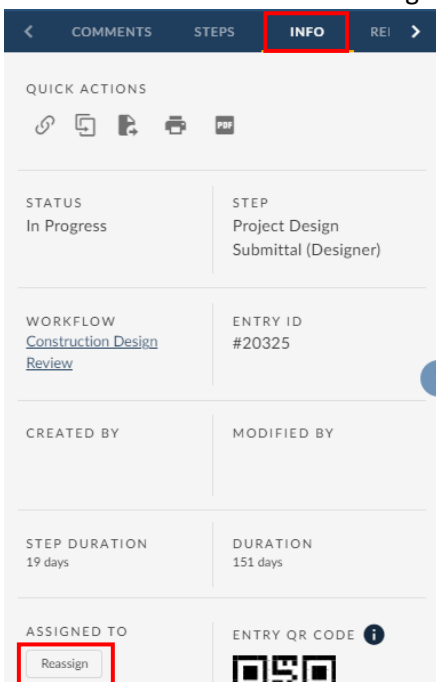 COMMENTS STEPS INFO
QUICK ACTIONS
PDF
STATUS
In Progress
STEP
Project Design
Submittal (Designer)
WORKFLOW
Construction Design
Review
ENTRY ID
#20325
CREATED BY
MODIFIED BY
STEP DURATION
19 days
DURATION
151 days
ASSIGNED TO
Reassign
ENTRY QR CODE